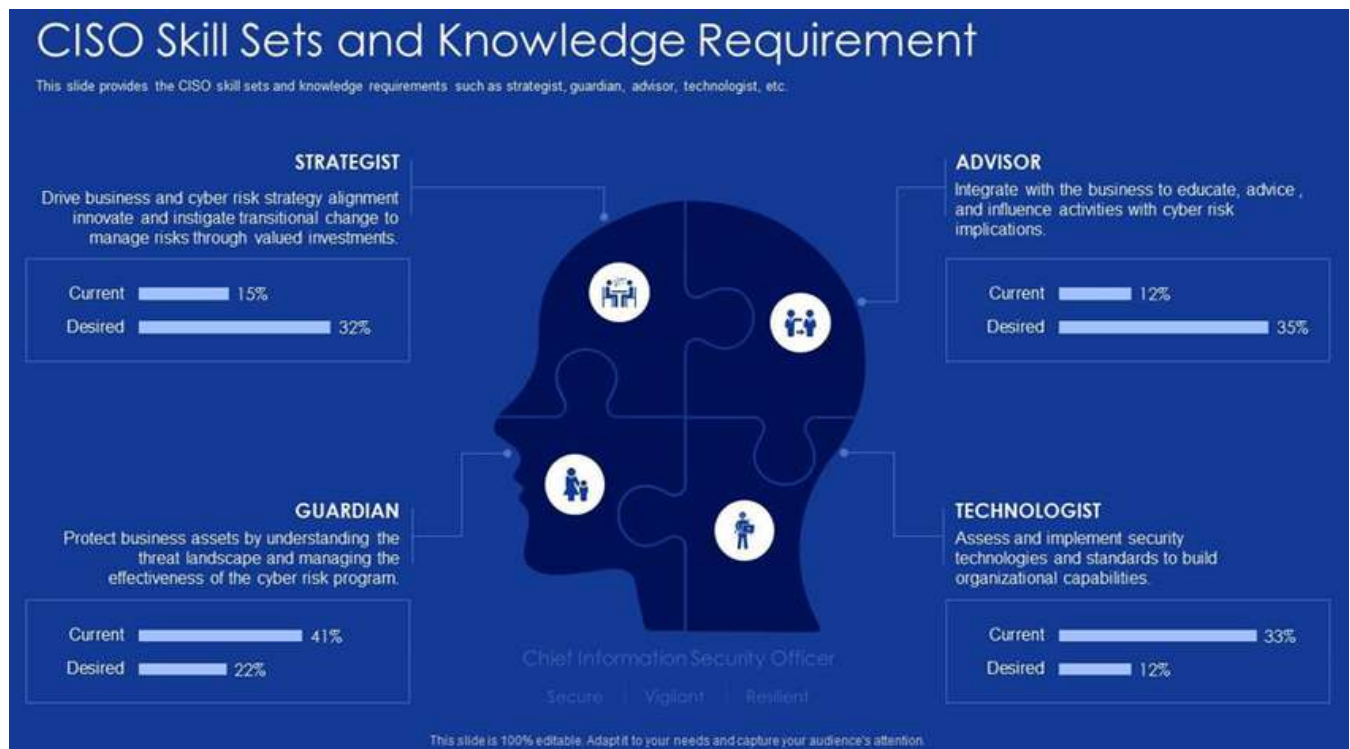 CISO Skill Sets and Knowledge Requirement
This slide provides the CISO skill sets and knowledge requirements such as strategist, guardian, advisor, technologist, etc.
STRATEGIST
Drive business and cyber risk strategy alignment
innovate and instigate transitional change to
manage risks through valued investments.
Current 15%
Desired 32%
ADVISOR
Integrate with the business to educate, advice ,
and influence activities with cyber risk
implications.
Current 12%
Desired 35%
GUARDIAN
Protect business assets by understanding the
threat landscape and managing the
effectiveness of the cyber risk program.
Current 41%
Desired 22%
TECHNOLOGIST
Assess and implement security
technologies and standards to build
organizational capabilities.
Current 33%
Desired 12%
Chief Information Security Officer
Secure | Vigilant | Resilient
This slide is 100% editable. Adapt it to your needs and capture your audience's attention.